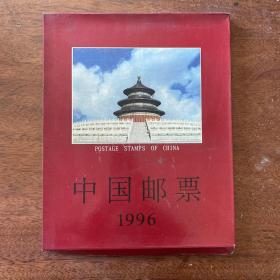 POSTAGE STAMPS OF CHINA
中国邮票
1996